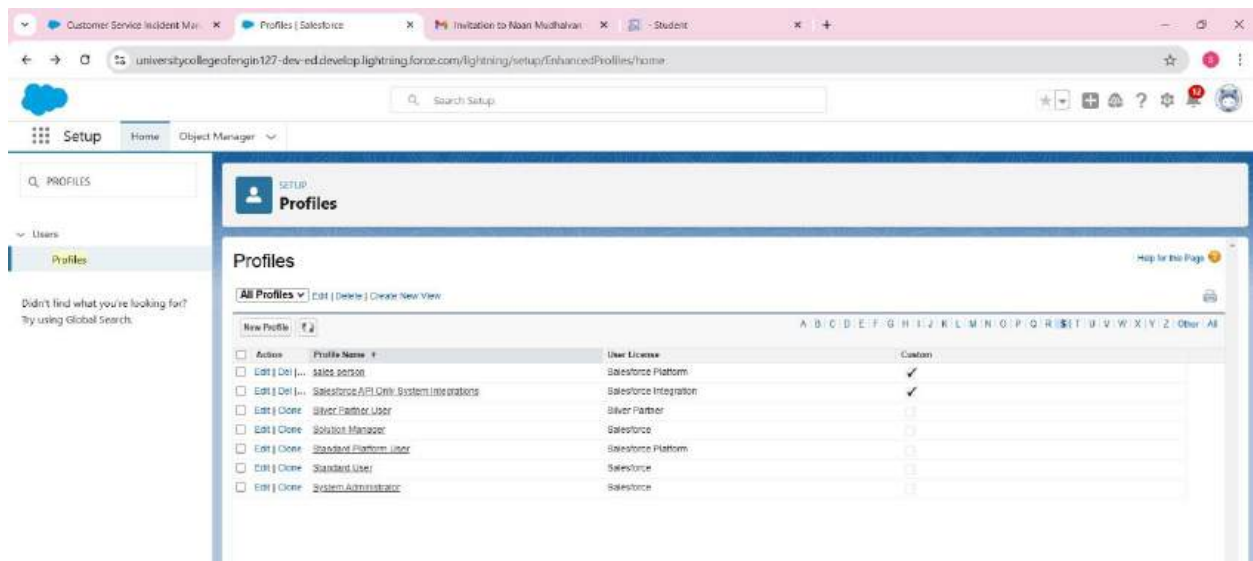 Customer Service Incident Man
Profiles | Salesforce
Invitation to Naan Mudhalvan
- Student
universitycollegeofengin127-dev-ed.develop.lightning.force.com/lightning/setup/EnhancedProfiles/home
S
Search Setup
12
Setup
Home
Object Manager
PROFILES
Users
Profiles
Didn't find what you're looking for?
Try using Global Search.
SETUP
Profiles
Profiles
Help for this Page
All Profiles Edit | Delete | Create New View
New Profile
A | B | C | D | E | F | G | H | I | J | K | L | M | N | O | P | Q | R | S | T | U | V | W | X | Y | Z | Other | All
Action Profile Name User License Custom
Edit | Del |... sales person Salesforce Platform ✓
Edit | Del |... Salesforce API Only System Integrations Salesforce Integration ✓
Edit | Clone Silver Partner User Silver Partner
Edit | Clone Solution Manager Salesforce
Edit | Clone Standard Platform User Salesforce Platform
Edit | Clone Standard User Salesforce
Edit | Clone System Administrator Salesforce